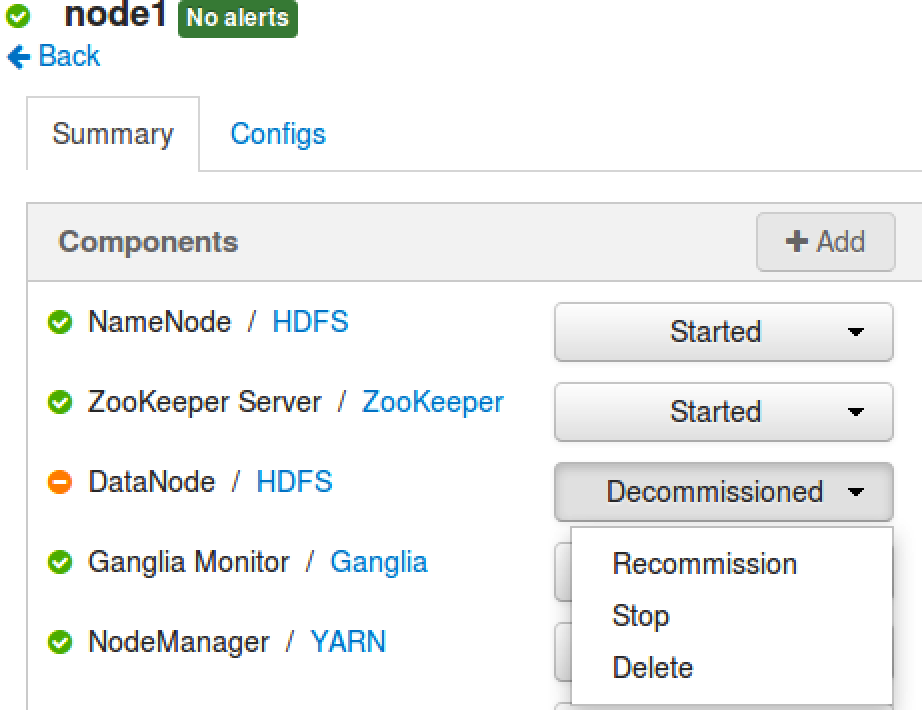 node1 No alerts
Back
Summary Configs
Components + Add
NameNode / HDFS Started
ZooKeeper Server / ZooKeeper Started
DataNode / HDFS Decommissioned
Ganglia Monitor / Ganglia Recommission
Stop
NodeManager / YARN
Delete